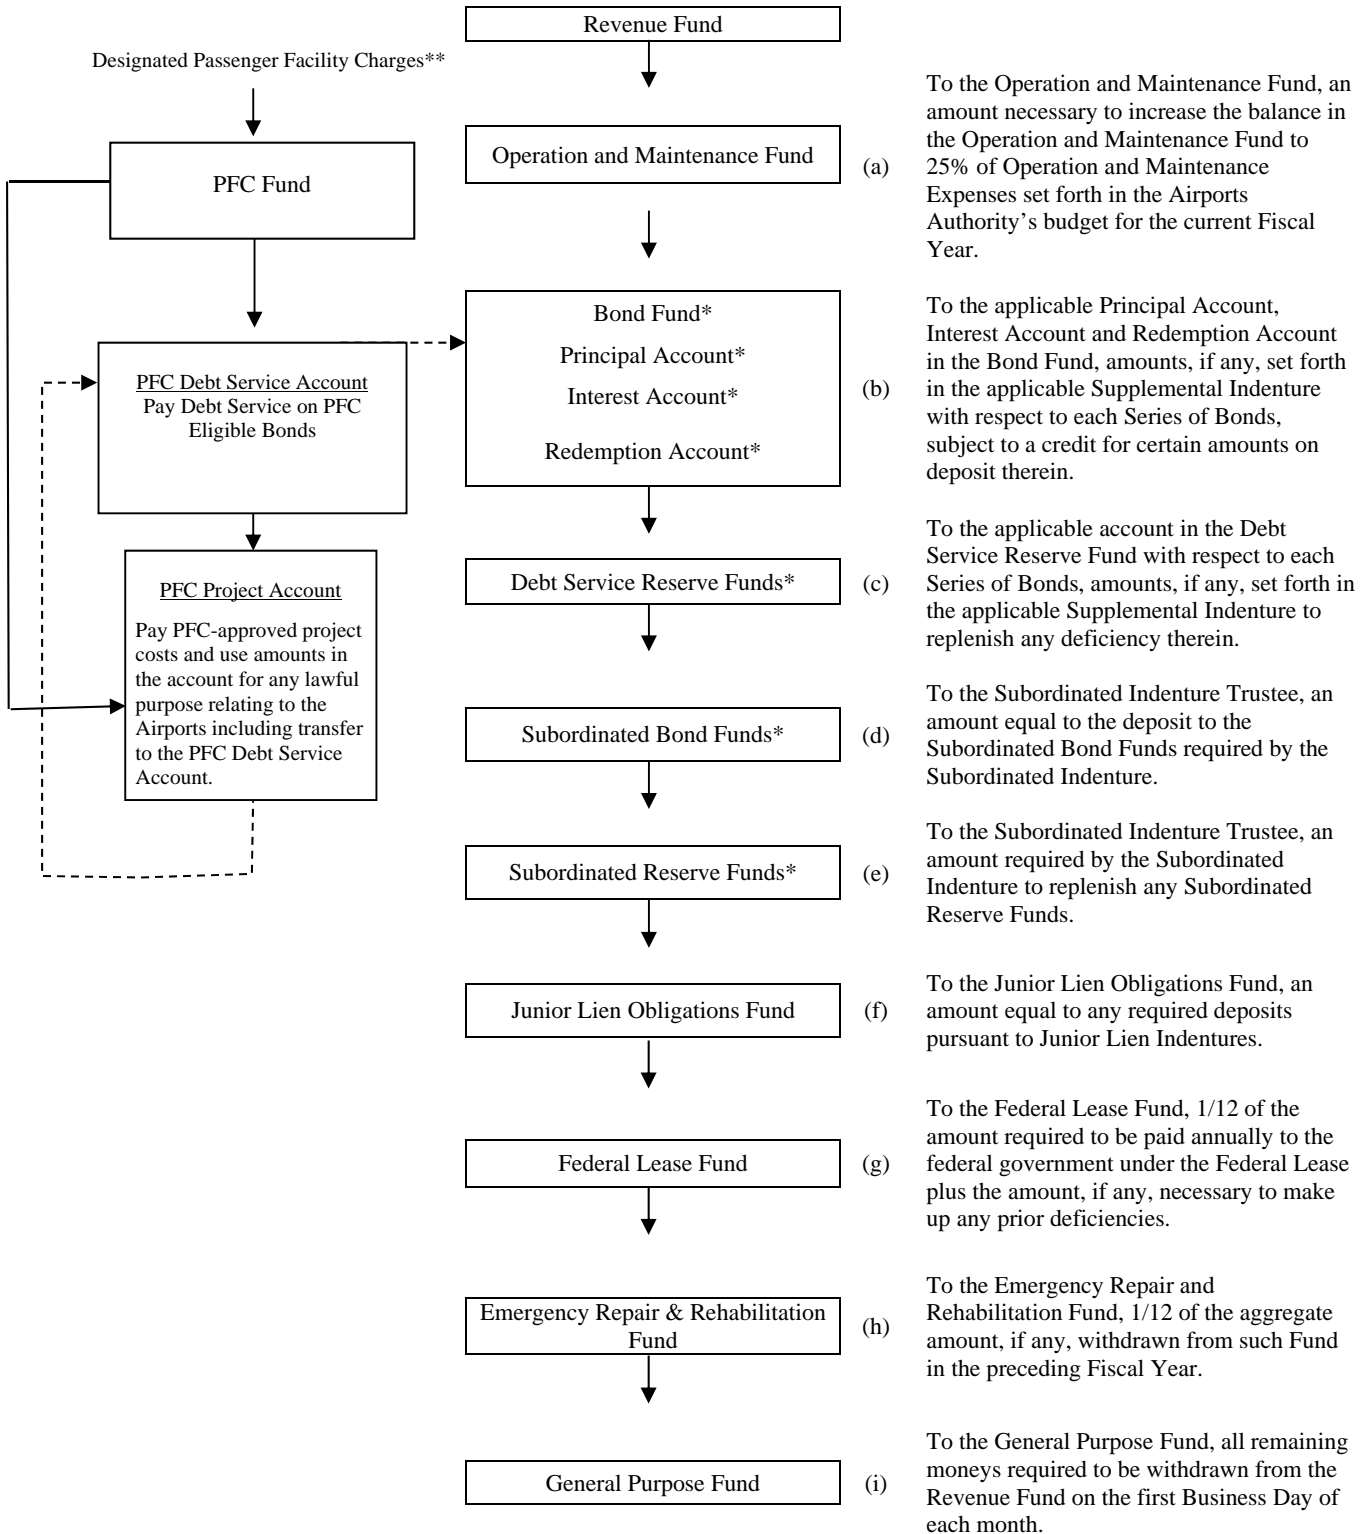 Revenue Fund
Designated Passenger Facility Charges**
PFC Fund
PFC Debt Service Account
Pay Debt Service on PFC
Eligible Bonds
PFC Project Account
Pay PFC-approved project
costs and use amounts in
the account for any lawful
purpose relating to the
Airports including transfer
to the PFC Debt Service
Account.
Operation and Maintenance Fund
(a)
To the Operation and Maintenance Fund, an
amount necessary to increase the balance in
the Operation and Maintenance Fund to
25% of Operation and Maintenance
Expenses set forth in the Airports
Authority’s budget for the current Fiscal
Year.
Bond Fund*
Principal Account*
Interest Account*
Redemption Account*
(b)
To the applicable Principal Account,
Interest Account and Redemption Account
in the Bond Fund, amounts, if any, set forth
in the applicable Supplemental Indenture
with respect to each Series of Bonds,
subject to a credit for certain amounts on
deposit therein.
Debt Service Reserve Funds*
(c)
To the applicable account in the Debt
Service Reserve Fund with respect to each
Series of Bonds, amounts, if any, set forth in
the applicable Supplemental Indenture to
replenish any deficiency therein.
Subordinated Bond Funds*
(d)
To the Subordinated Indenture Trustee, an
amount equal to the deposit to the
Subordinated Bond Funds required by the
Subordinated Indenture.
Subordinated Reserve Funds*
(e)
To the Subordinated Indenture Trustee, an
amount required by the Subordinated
Indenture to replenish any Subordinated
Reserve Funds.
Junior Lien Obligations Fund
(f)
To the Junior Lien Obligations Fund, an
amount equal to any required deposits
pursuant to Junior Lien Indentures.
Federal Lease Fund
(g)
To the Federal Lease Fund, 1/12 of the
amount required to be paid annually to the
federal government under the Federal Lease
plus the amount, if any, necessary to make
up any prior deficiencies.
Emergency Repair & Rehabilitation
Fund
(h)
To the Emergency Repair and
Rehabilitation Fund, 1/12 of the aggregate
amount, if any, withdrawn from such Fund
in the preceding Fiscal Year.
General Purpose Fund
(i)
To the General Purpose Fund, all remaining
moneys required to be withdrawn from the
Revenue Fund on the first Business Day of
each month.